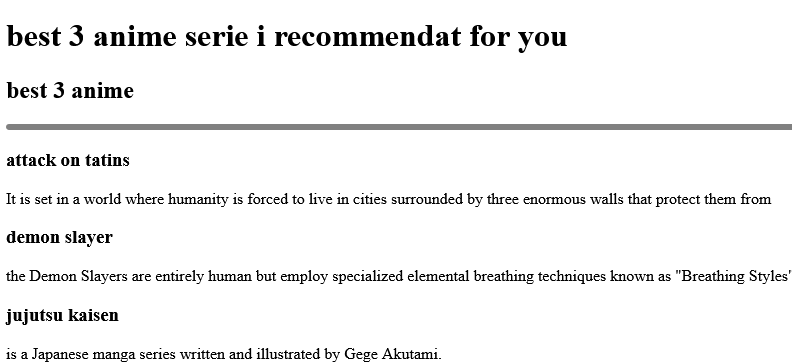 best 3 anime serie i recommendat for you
best 3 anime
attack on tatins
It is set in a world where humanity is forced to live in cities surrounded by three enormous walls that protect them from
demon slayer
the Demon Slayers are entirely human but employ specialized elemental breathing techniques known as "Breathing Styles"
jujutsu kaisen
is a Japanese manga series written and illustrated by Gege Akutami.